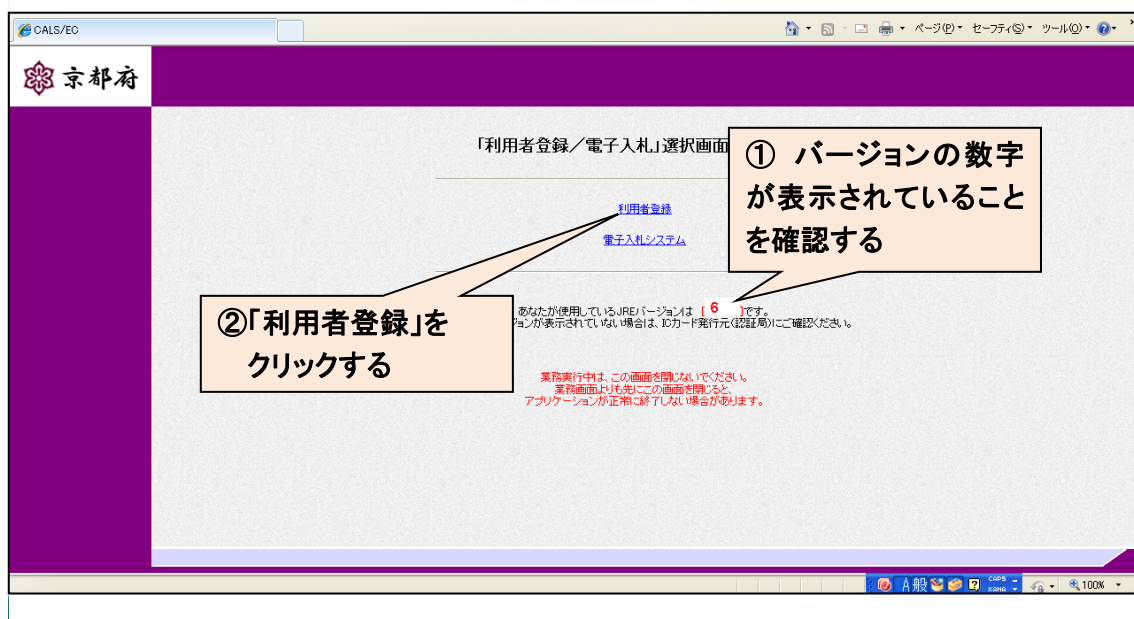 CALS/EC
ページ(P)
セーフティ(S)
ツール(O)
京都府
「利用者登録／電子入札」選択画面
① バージョンの数字
が表示されていること
を確認する
利用者登録
電子入札システム
②「利用者登録」を
クリックする
あなたが使用しているJREバージョンは [ 6 ]です。
ジョンが表示されていない場合は、ICカード発行元(認証局)にご確認ください。
業務実行中は、この画面を閉じないでください。
業務画面よりも先にこの画面を閉じると、
アプリケーションが正常に終了しない場合があります。
A 般
CAPS
KANA
100%